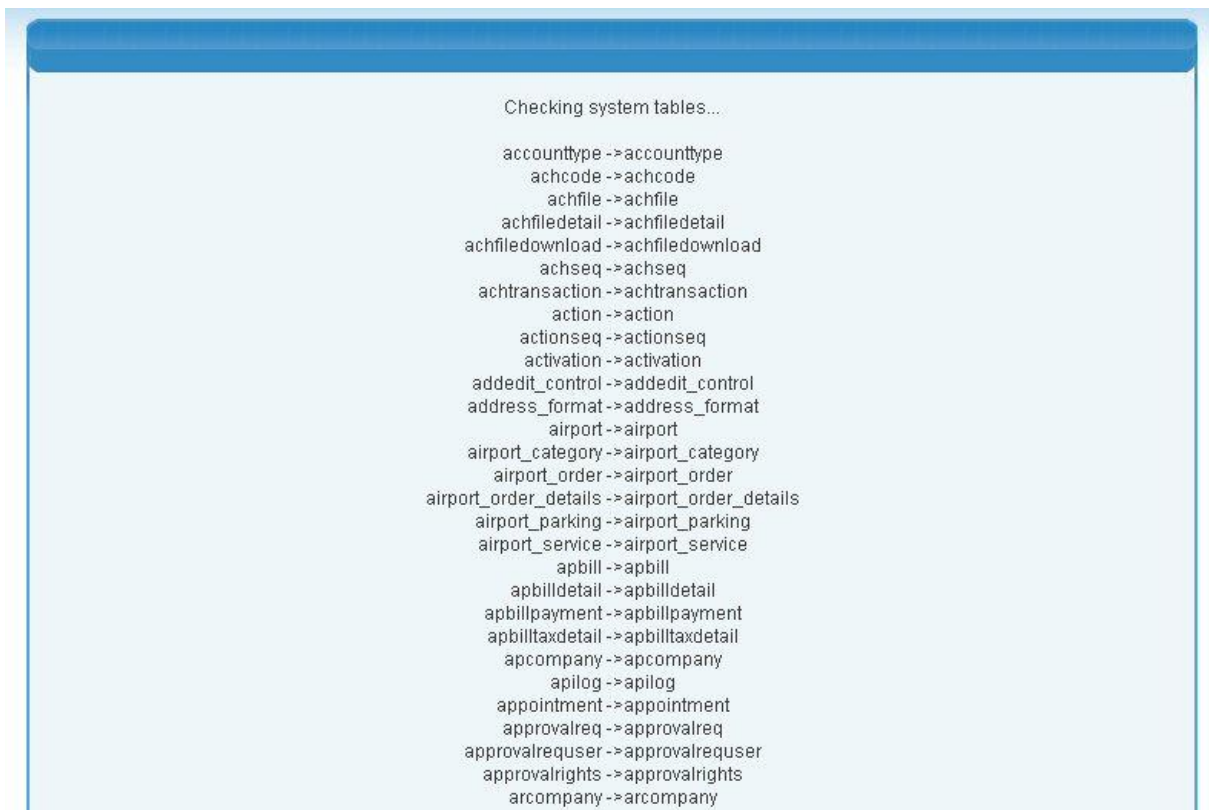 Checking system tables...
accounttype ->accounttype
achcode ->achcode
achfile ->achfile
achfiledetail ->achfiledetail
achfiledownload ->achfiledownload
achseq ->achseq
achtransaction ->achtransaction
action ->action
actionseq ->actionseq
activation ->activation
addedit_control ->addedit_control
address_format ->address_format
airport ->airport
airport_category ->airport_category
airport_order ->airport_order
airport_order_details ->airport_order_details
airport_parking ->airport_parking
airport_service ->airport_service
apbill ->apbill
apbilldetail ->apbilldetail
apbillpayment ->apbillpayment
apbilltaxdetail ->apbilltaxdetail
apcompany ->apcompany
apilog ->apilog
appointment ->appointment
approvalreq ->approvalreq
approvalrequser ->approvalrequser
approvalrights ->approvalrights
arcompany ->arcompany